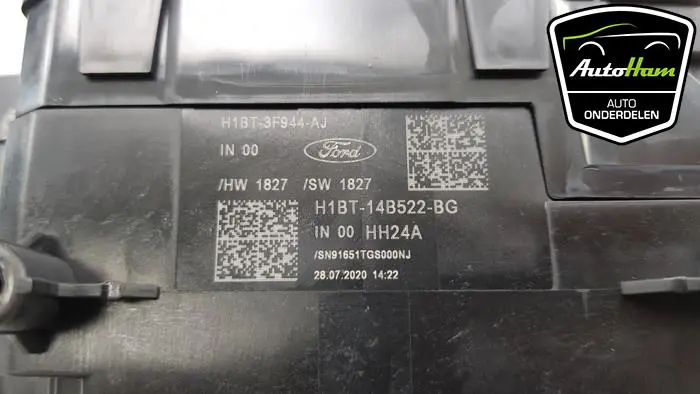 AutoHam
AUTO
ONDERDELEN
H1BT-3F944-AJ
IN 00 Ford
/HW 1827 /SW 1827
H1BT-14B522-BG
IN 00 HH24A
/SN91651TGS000NJ
28.07.2020 14:22